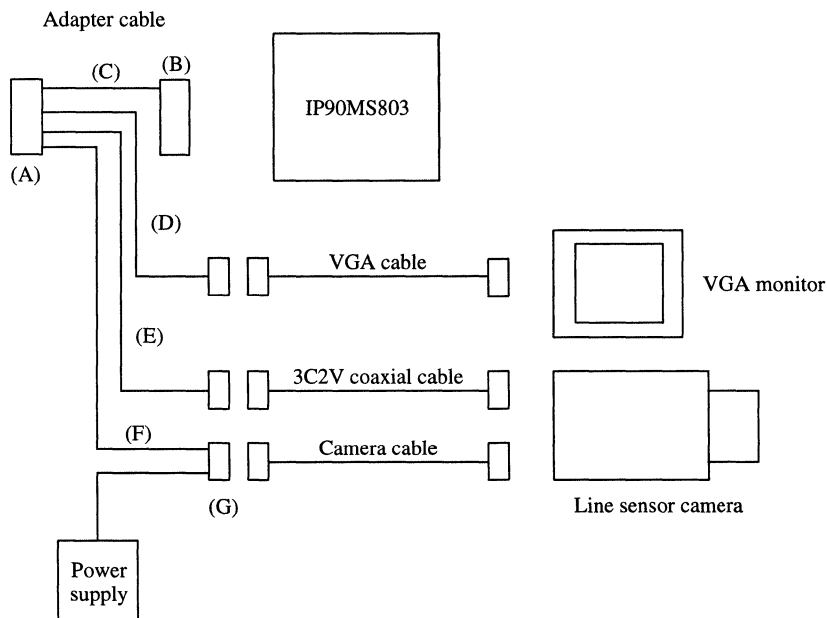 Adapter cable
(C)
(B)
IP90MS803
(A)
(D)
VGA cable
VGA monitor
(E)
3C2V coaxial cable
(F)
Camera cable
(G)
Line sensor camera
Power
supply